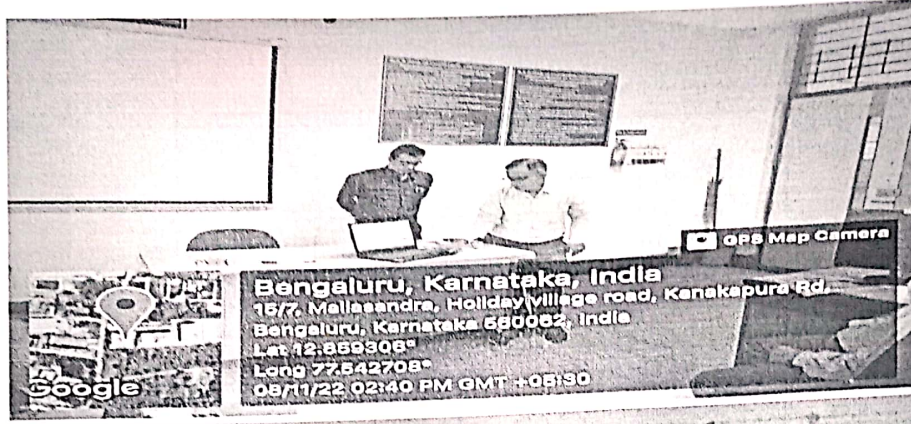 GPS Map Camera
Bengaluru, Karnataka, India
15/7, Mallasandra, Holiday village road, Kanakapura Rd,
Bengaluru, Karnataka 560062, India
Lat 12.859308°
Long 77.542708°
08/11/22 02:40 PM GMT +05:30
Google